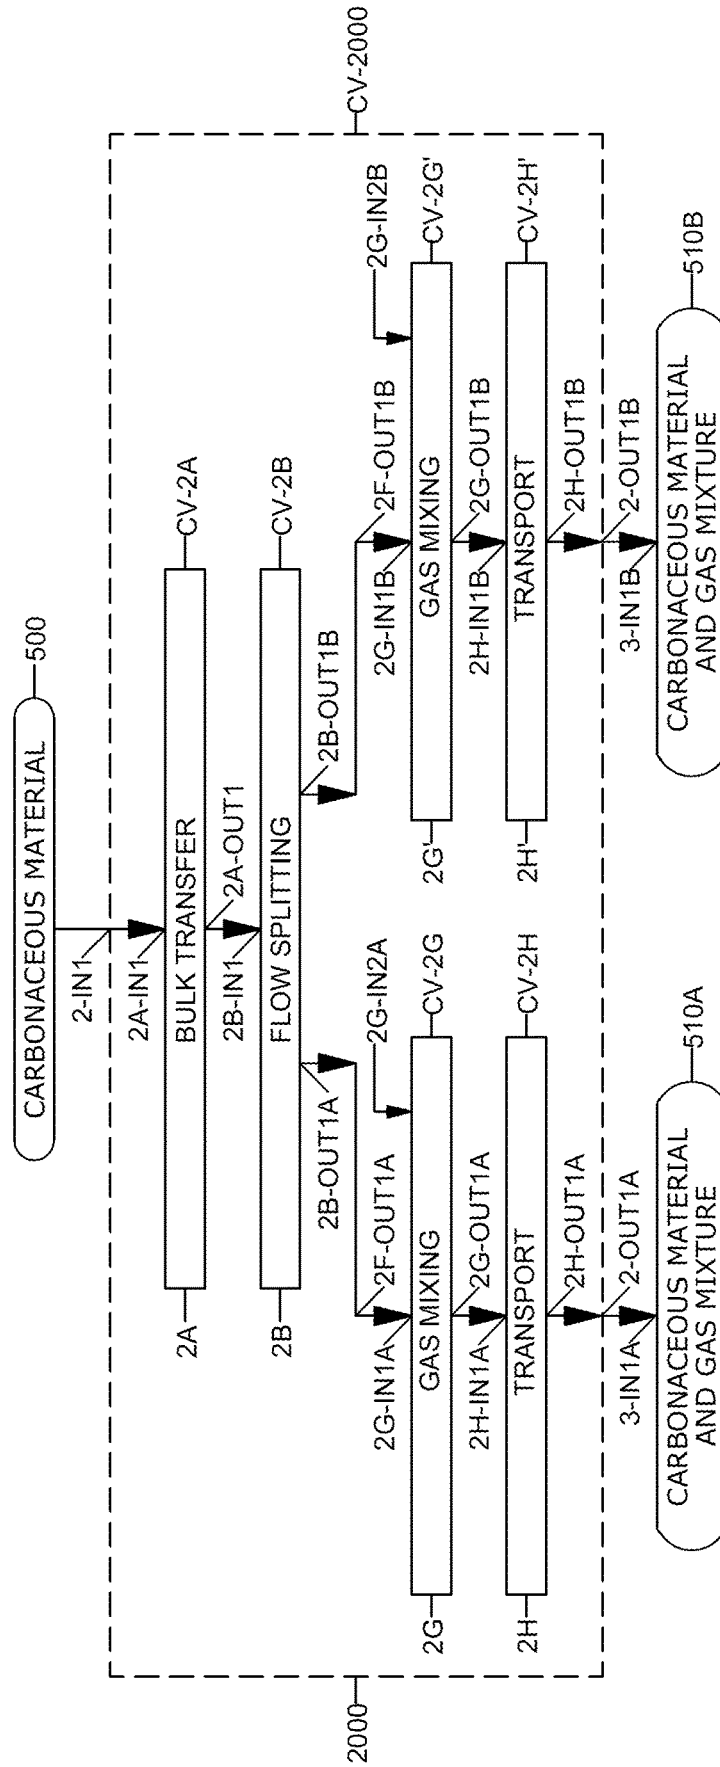 CARBONACEOUS MATERIAL
500
2-IN1
CV-2000
2000
2A-IN1
2A
BULK TRANSFER
CV-2A
2B-IN1
2A-OUT1
2B
FLOW SPLITTING
CV-2B
2B-OUT1A
2B-OUT1B
2F-OUT1A
2G-IN2A
2G-IN1A
2G
GAS MIXING
CV-2G
2H-IN1A
2G-OUT1A
2H
TRANSPORT
CV-2H
2H-OUT1A
2F-OUT1B
2G-IN2B
2G-IN1B
2G'
GAS MIXING
CV-2G'
2H-IN1B
2G-OUT1B
2H'
TRANSPORT
CV-2H'
2H-OUT1B
3-IN1A
2-OUT1A
CARBONACEOUS MATERIAL
AND GAS MIXTURE
510A
3-IN1B
2-OUT1B
CARBONACEOUS MATERIAL
AND GAS MIXTURE
510B